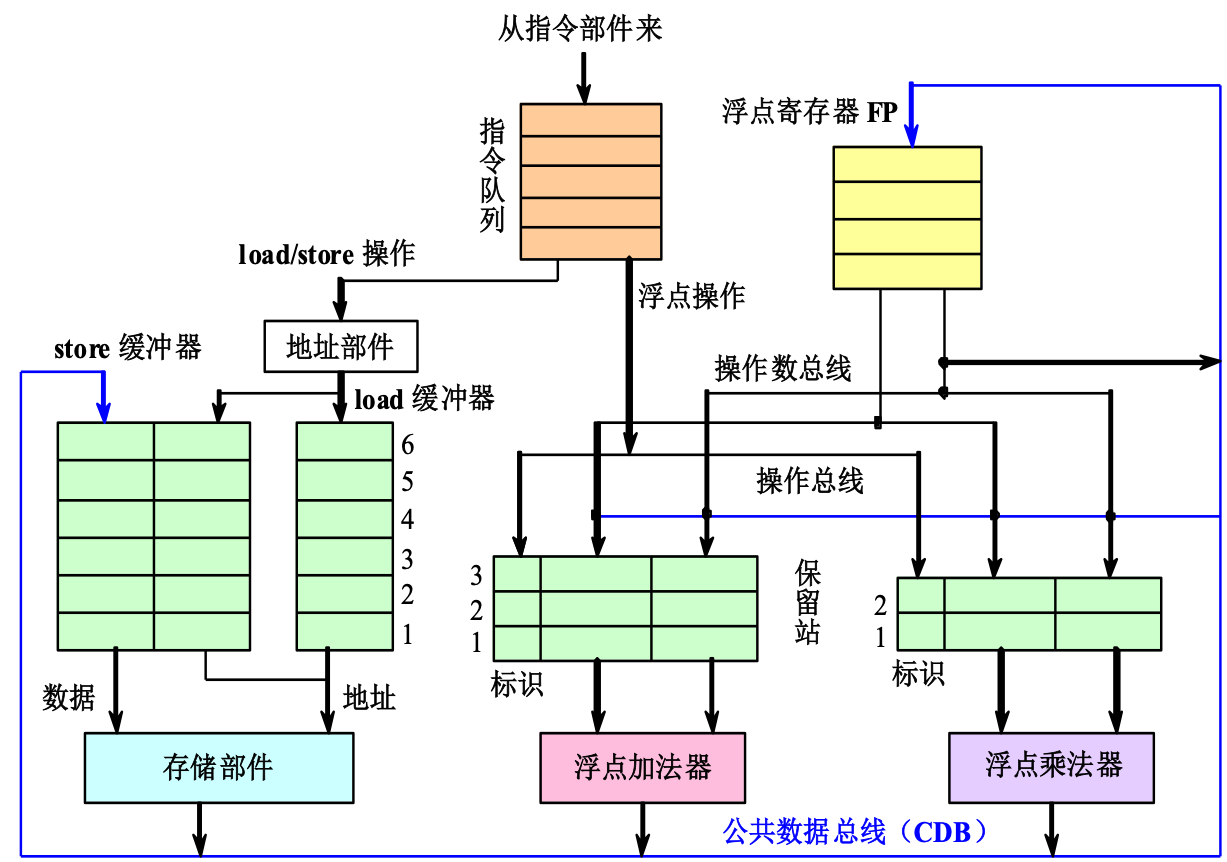 从指令部件来
指令队列
浮点寄存器 FP
load/store 操作
浮点操作
store 缓冲器
地址部件
操作数总线
load 缓冲器
6
5
4
3
2
1
操作总线
3
2
1
保留站
2
1
标识
标识
数据
地址
存储部件
浮点加法器
浮点乘法器
公共数据总线（CDB）